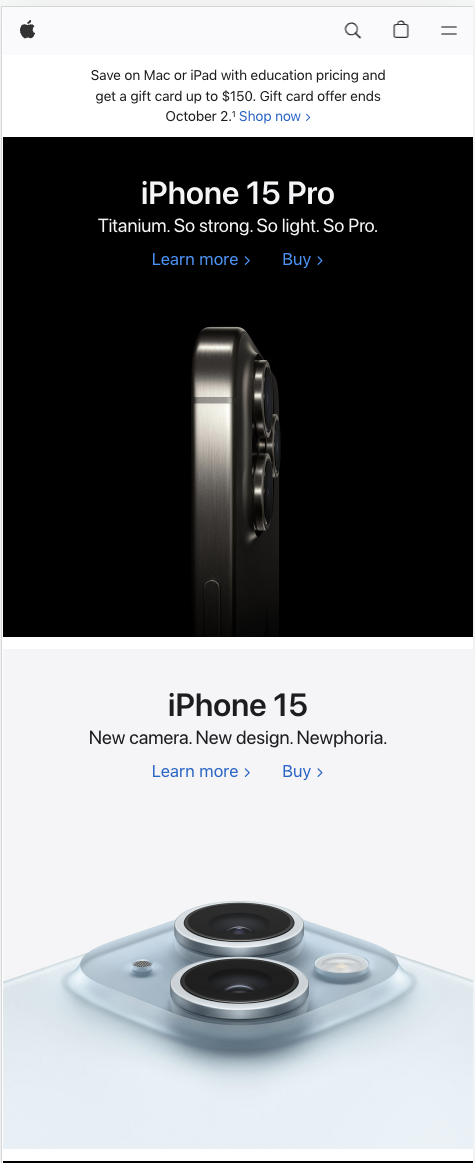 Save on Mac or iPad with education pricing and
get a gift card up to $150. Gift card offer ends
October 2.¹ Shop now >
iPhone 15 Pro
Titanium. So strong. So light. So Pro.
Learn more > Buy >
iPhone 15
New camera. New design. Newphoria.
Learn more > Buy >